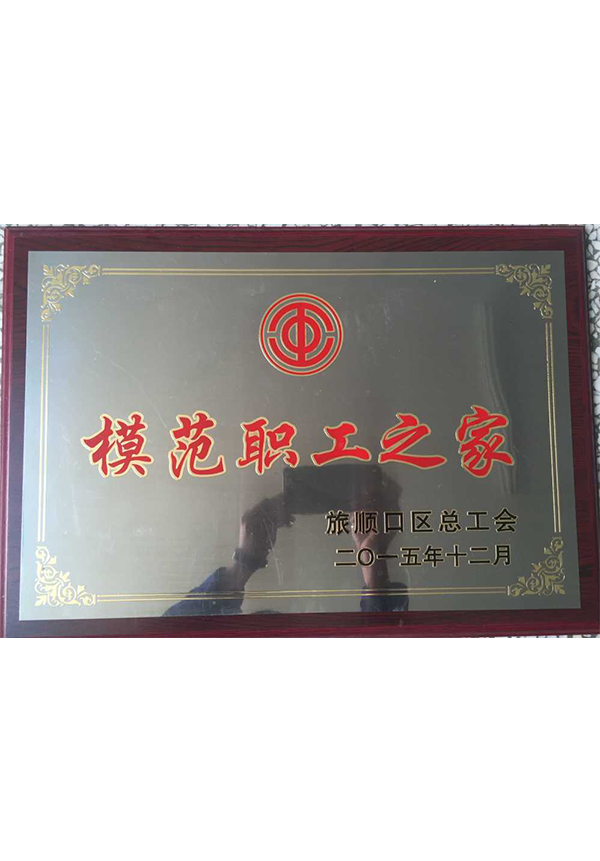 模范职工之家
旅顺口区总工会
二〇一五年十二月